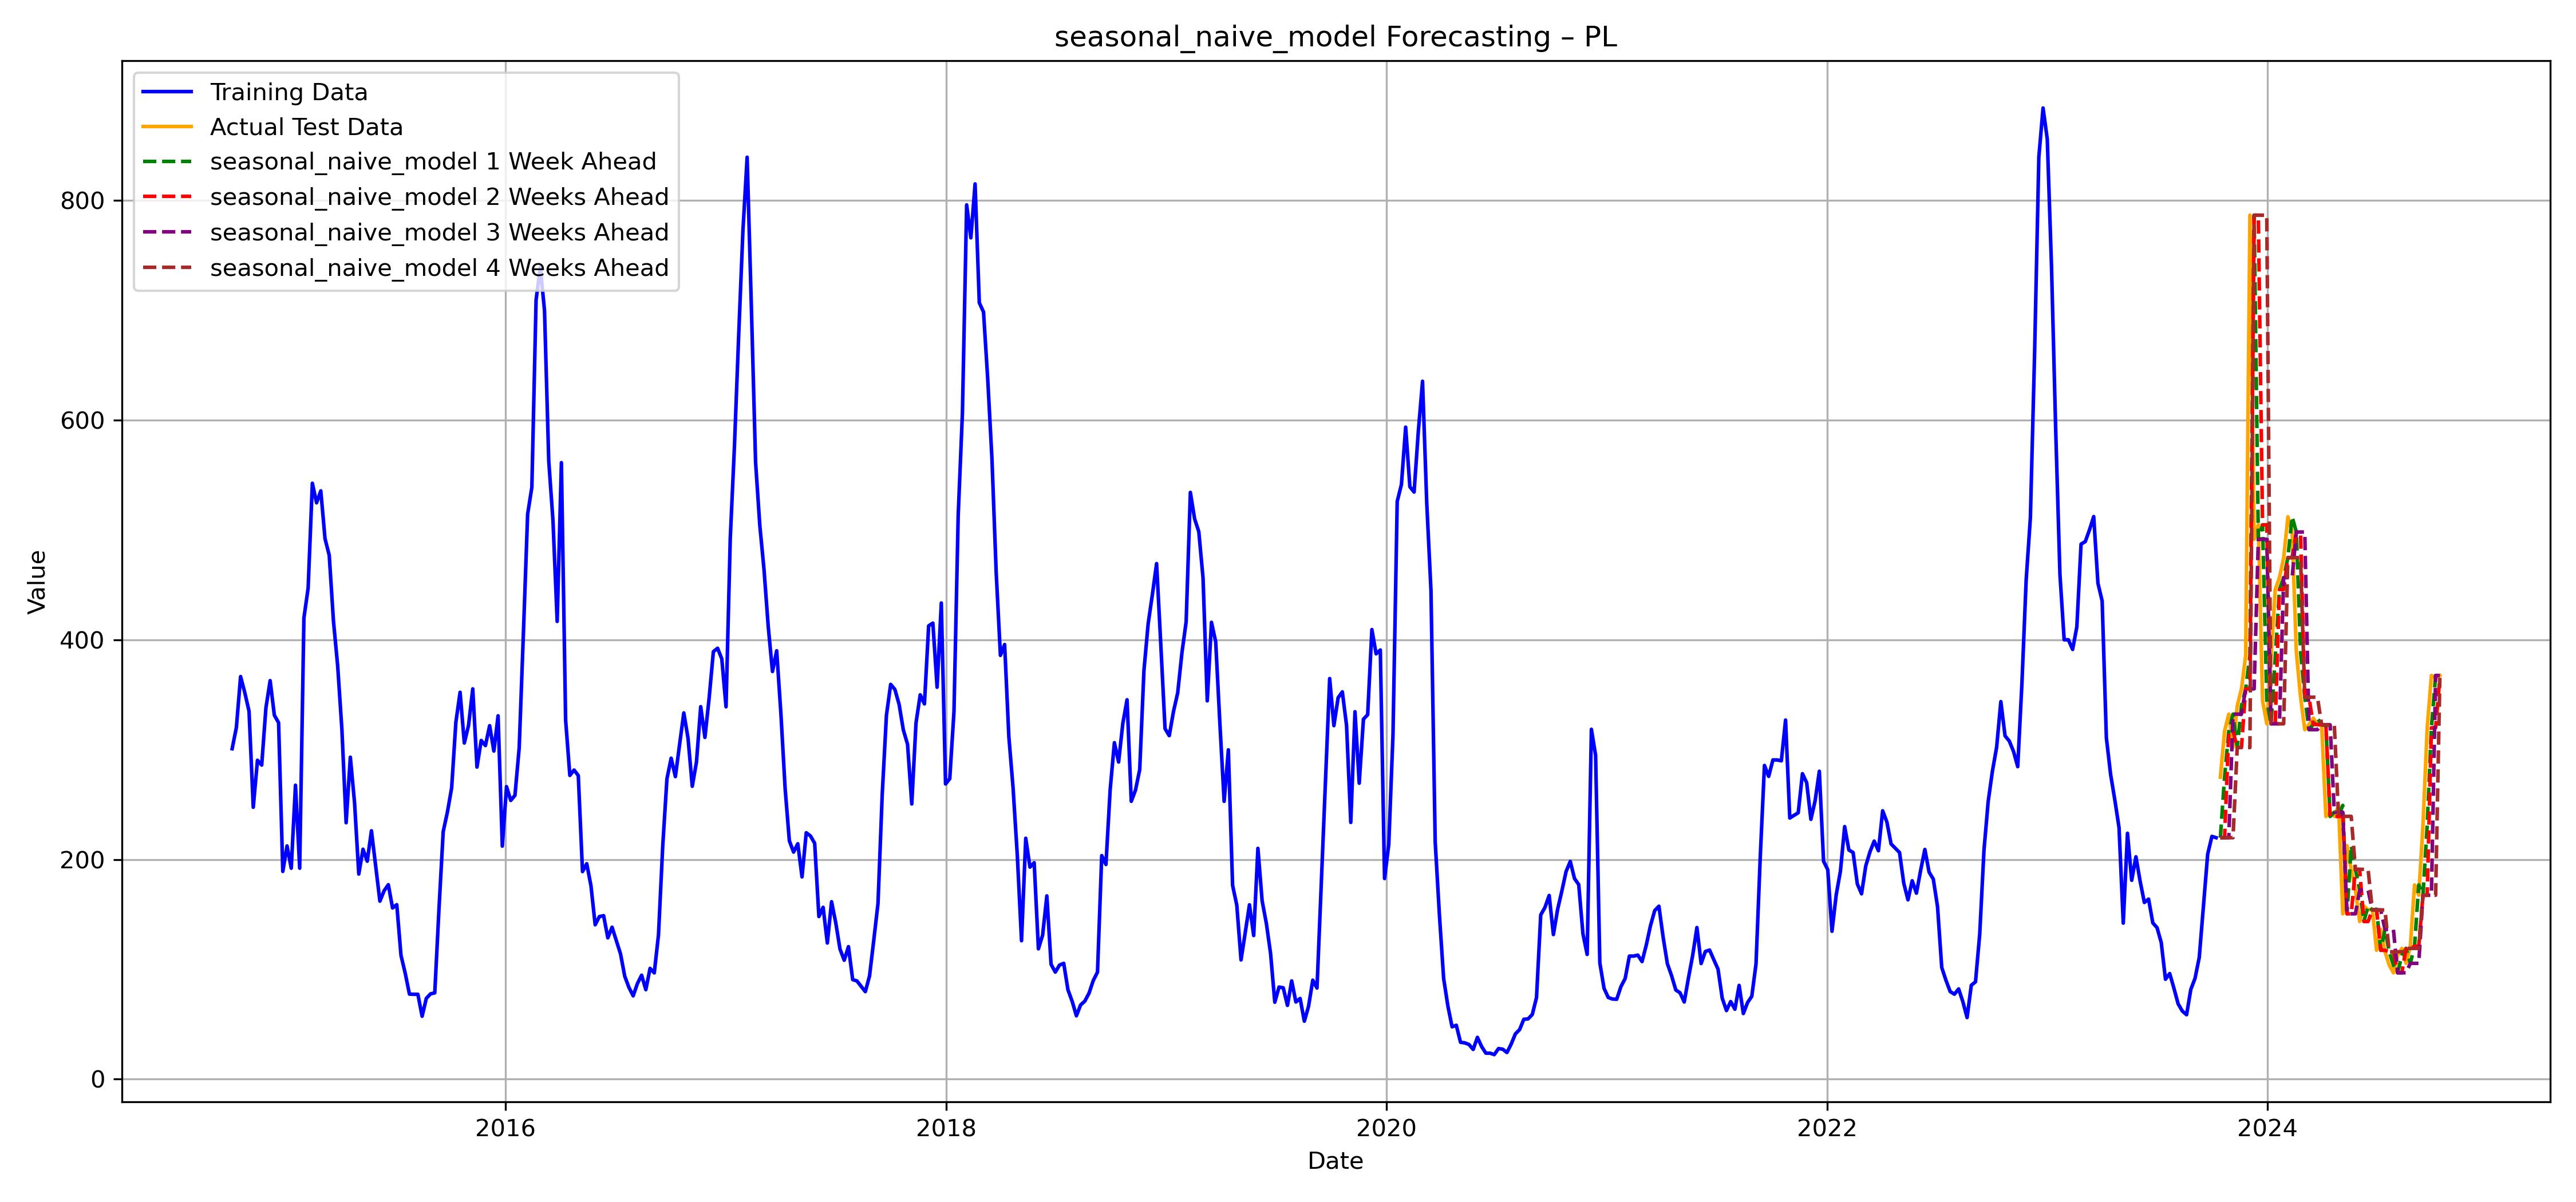 seasonal_naive_model Forecasting – PL
Training Data
Actual Test Data
seasonal_naive_model 1 Week Ahead
seasonal_naive_model 2 Weeks Ahead
seasonal_naive_model 3 Weeks Ahead
seasonal_naive_model 4 Weeks Ahead
800
600
400
200
0
Value
2016 2018 2020 2022 2024
Date